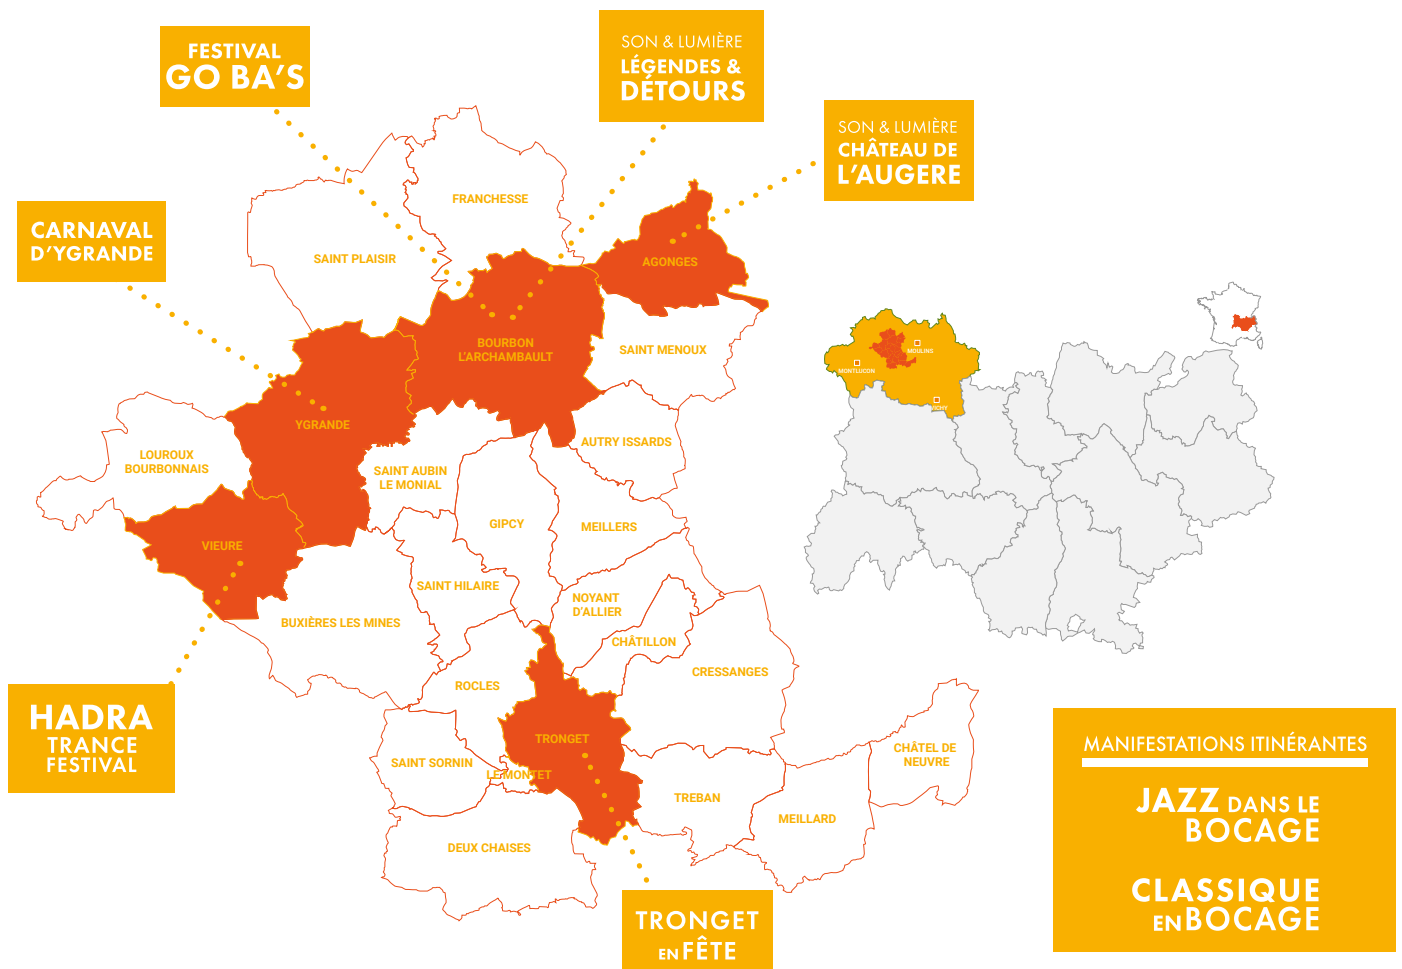 FESTIVAL
GO BA'S
SON & LUMIÈRE
LÉGENDES &
DÉTOURS
SON & LUMIÈRE
CHÂTEAU DE
L'AUGERE
CARNAVAL
D'YGRANDE
FRANCHESSE
SAINT PLAISIR
AGONGES
BOURBON
L'ARCHAMBAULT
SAINT MENOUX
YGRANDE
AUTRY ISSARDS
LOUROUX
BOURBONNAIS
SAINT AUBIN
LE MONIAL
GIPCY
MEILLERS
VIEURE
SAINT HILAIRE
NOYANT
D'ALLIER
BUXIÈRES LES MINES
CHÂTILLON
CRESSANGES
ROCLES
TRONGET
SAINT SORNIN
LE MONTET
CHÂTEL DE
NEUVRE
TREBAN
MEILLARD
DEUX CHAISES
MOULINS
MONTLUCON
VICHY
HADRA
TRANCE
FESTIVAL
TRONGET
EN FÊTE
MANIFESTATIONS ITINÉRANTES
JAZZ DANS LE
BOCAGE
CLASSIQUE
EN BOCAGE